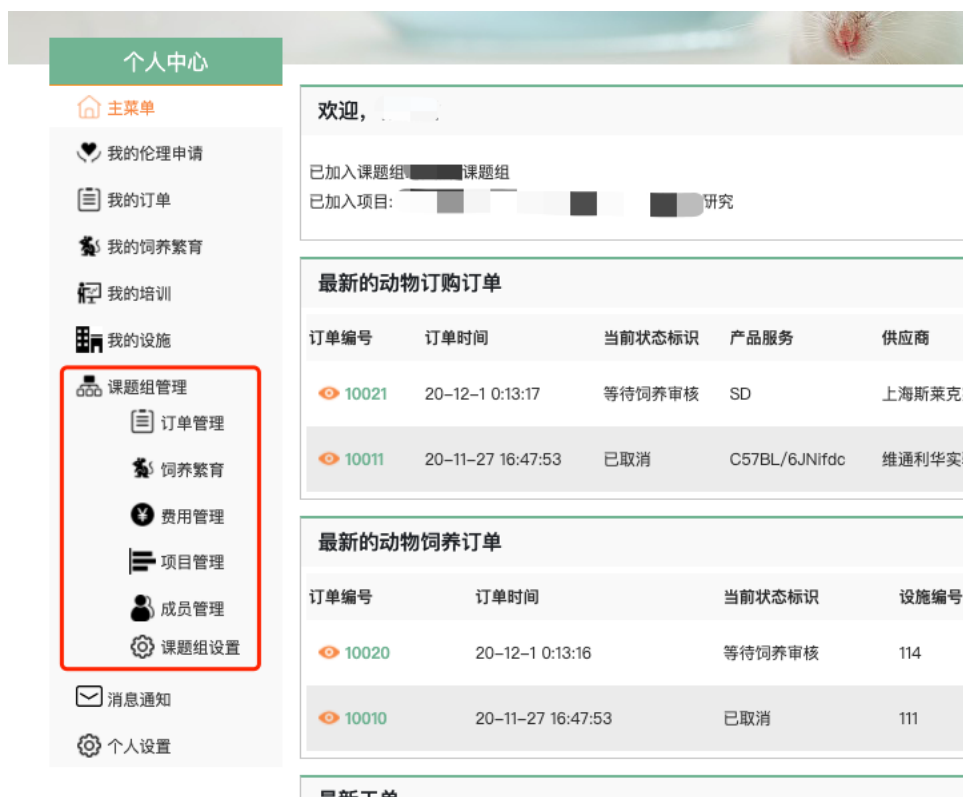 个人中心
主菜单
我的伦理申请
我的订单
我的饲养繁育
我的培训
我的设施
课题组管理
订单管理
饲养繁育
费用管理
项目管理
成员管理
课题组设置
消息通知
个人设置
欢迎，
已加入课题组 课题组
已加入项目: 研究
最新的动物订购订单
订单编号 订单时间 当前状态标识 产品服务 供应商
10021 20-12-1 0:13:17 等待饲养审核 SD 上海斯莱克
10011 20-11-27 16:47:53 已取消 C57BL/6JNifdc 维通利华实
最新的动物饲养订单
订单编号 订单时间 当前状态标识 设施编号
10020 20-12-1 0:13:16 等待饲养审核 114
10010 20-11-27 16:47:53 已取消 111
最新工单